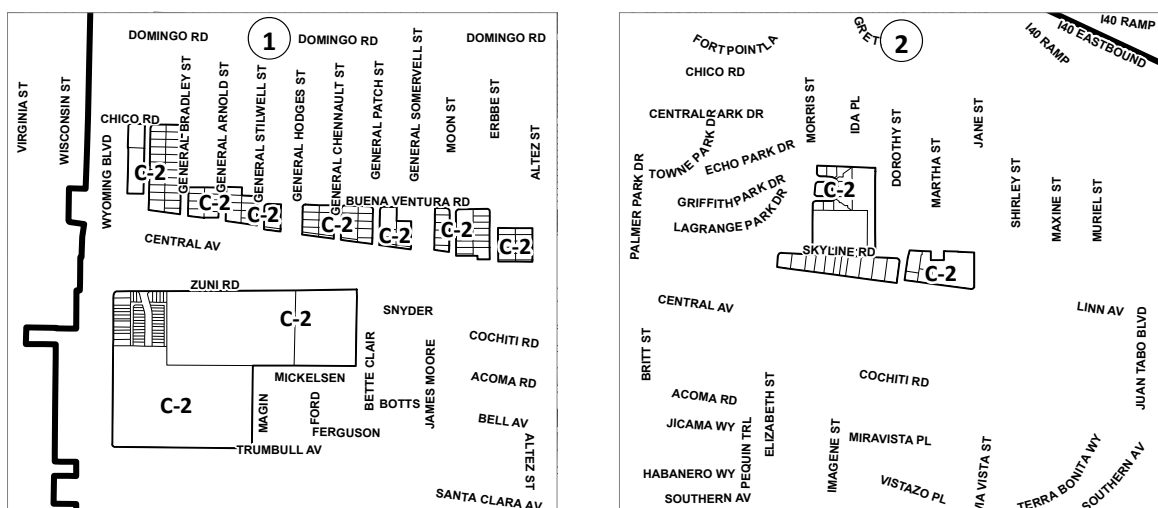 DOMINGO RD
1
DOMINGO RD
DOMINGO RD
VIRGINIA ST
WISCONSIN ST
WYOMING BLVD
CHICO RD
GENERAL BRADLEY ST
GENERAL ARNOLD ST
GENERAL STILWELL ST
GENERAL HODGES ST
GENERAL CHENNAULT ST
GENERAL PATCH ST
GENERAL SOMERVELL ST
MOON ST
ERBBE ST
ALTEZ ST
C-2
C-2
C-2
C-2
C-2
C-2
C-2
BUENA VENTURA RD
CENTRAL AV
ZUNI RD
C-2
SNYDER
COCHITI RD
BETTE CLAIR
JAMES MOORE
MICKELSEN
ACOMA RD
C-2
MAGIN
FORD
BOTTS
BELL AV
FERGUSON
TRUMBULL AV
ALTEZ ST
SANTA CLARA AV
FORT POINT LA
GRET
2
I40 RAMP
I40 EASTBOUND
I40 RAMP
CHICO RD
CENTRAL PARK DR
TOWNE PARK DR
ECHO PARK DR
GRIFFITH PARK DR
LAGRANGE PARK DR
PALMER PARK DR
MORRIS ST
IDA PL
DOROTHY ST
MARTHA ST
JANE ST
SHIRLEY ST
MAXINE ST
MURIEL ST
C-2
SKYLINE RD
C-2
CENTRAL AV
LINN AV
JUAN TABO BLVD
BRITT ST
COCHITI RD
ACOMA RD
ELIZABETH ST
JICAMA WY
PEQUIN TRL
IMAGENE ST
MIRAVISTA PL
HABANERO WY
SOUTHERN AV
VISTAZO PL
VIA VISTA ST
TERRA BONITA WY
SOUTHERN AV